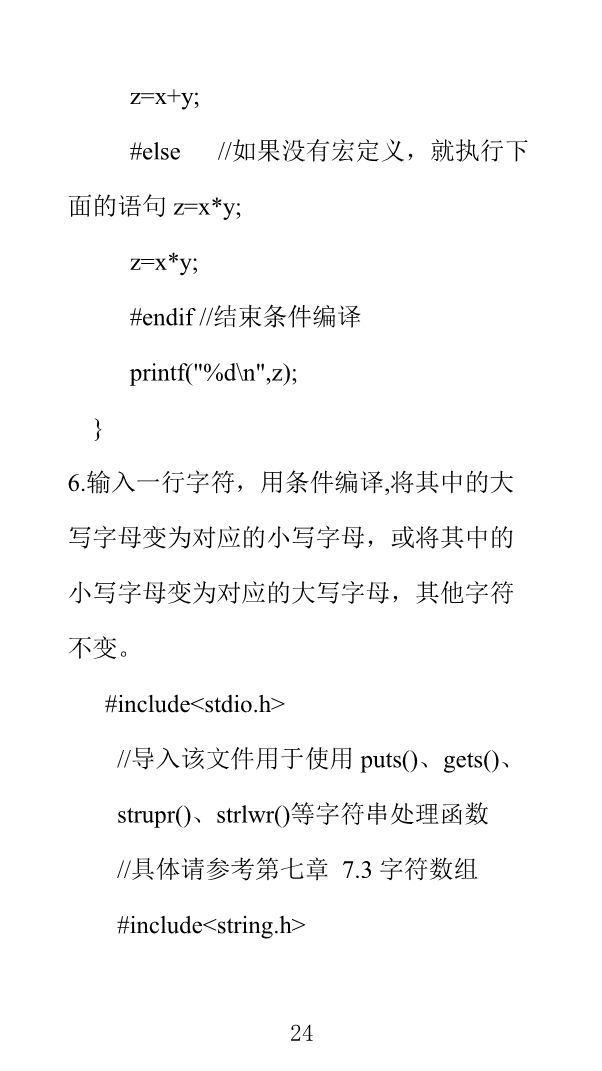 z=x+y;
#else //如果没有宏定义，就执行下
面的语句 z=x*y;
z=x*y;
#endif //结束条件编译
printf("%d\n",z);
}
6.输入一行字符，用条件编译,将其中的大
写字母变为对应的小写字母，或将其中的
小写字母变为对应的大写字母，其他字符
不变。
#include<stdio.h>
//导入该文件用于使用 puts()、gets()、
strupr()、strlwr()等字符串处理函数
//具体请参考第七章 7.3 字符数组
#include<string.h>
24